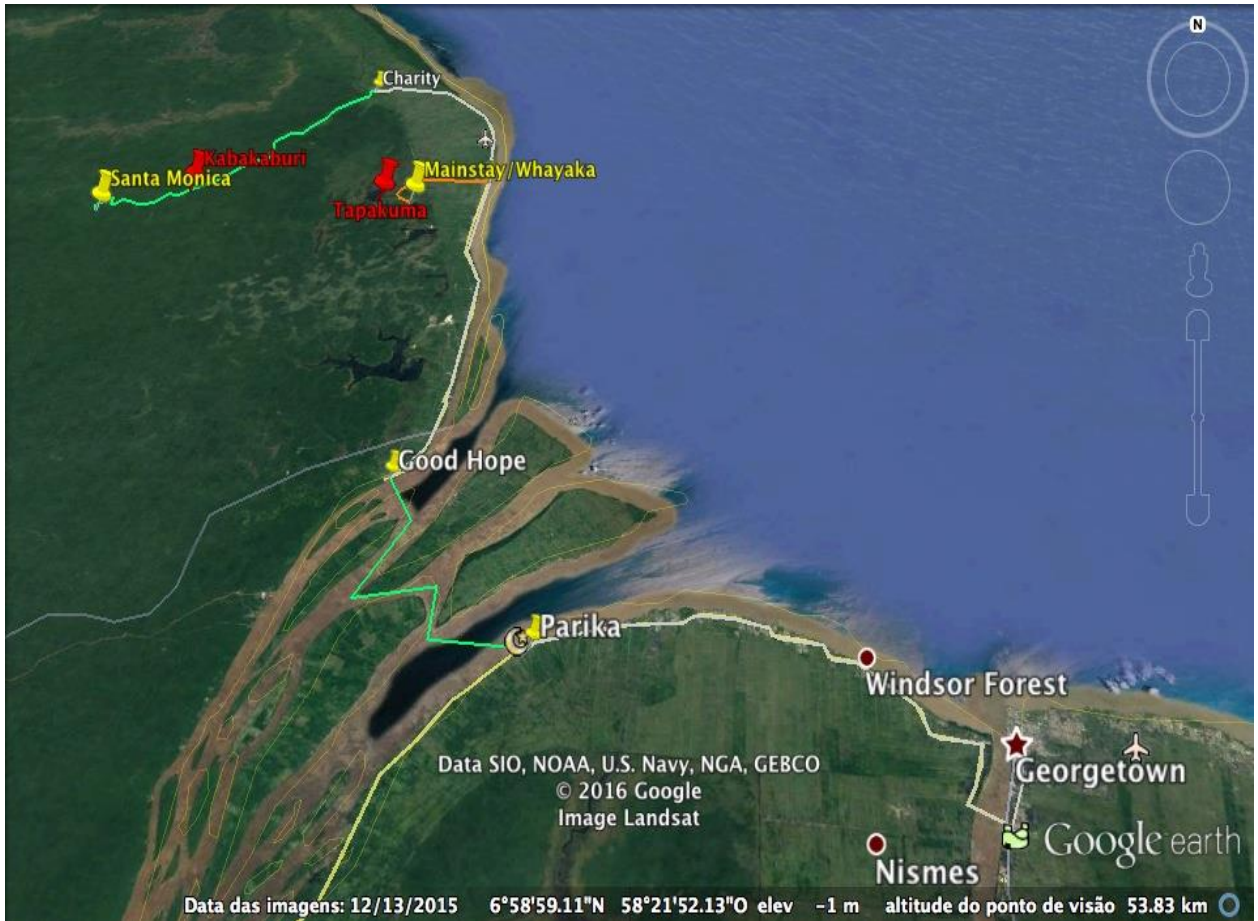 N
Charity
Kabakaburi
Santa Monica
Mainstay/Whayaka
Tapakuma
Good Hope
Parika
Windsor Forest
Georgetown
Data SIO, NOAA, U.S. Navy, NGA, GEBCO
© 2016 Google
Image Landsat
Google earth
Nismes
Data das imagens: 12/13/2015 6°58'59.11"N 58°21'52.13"O elev -1 m altitude do ponto de visão 53.83 km